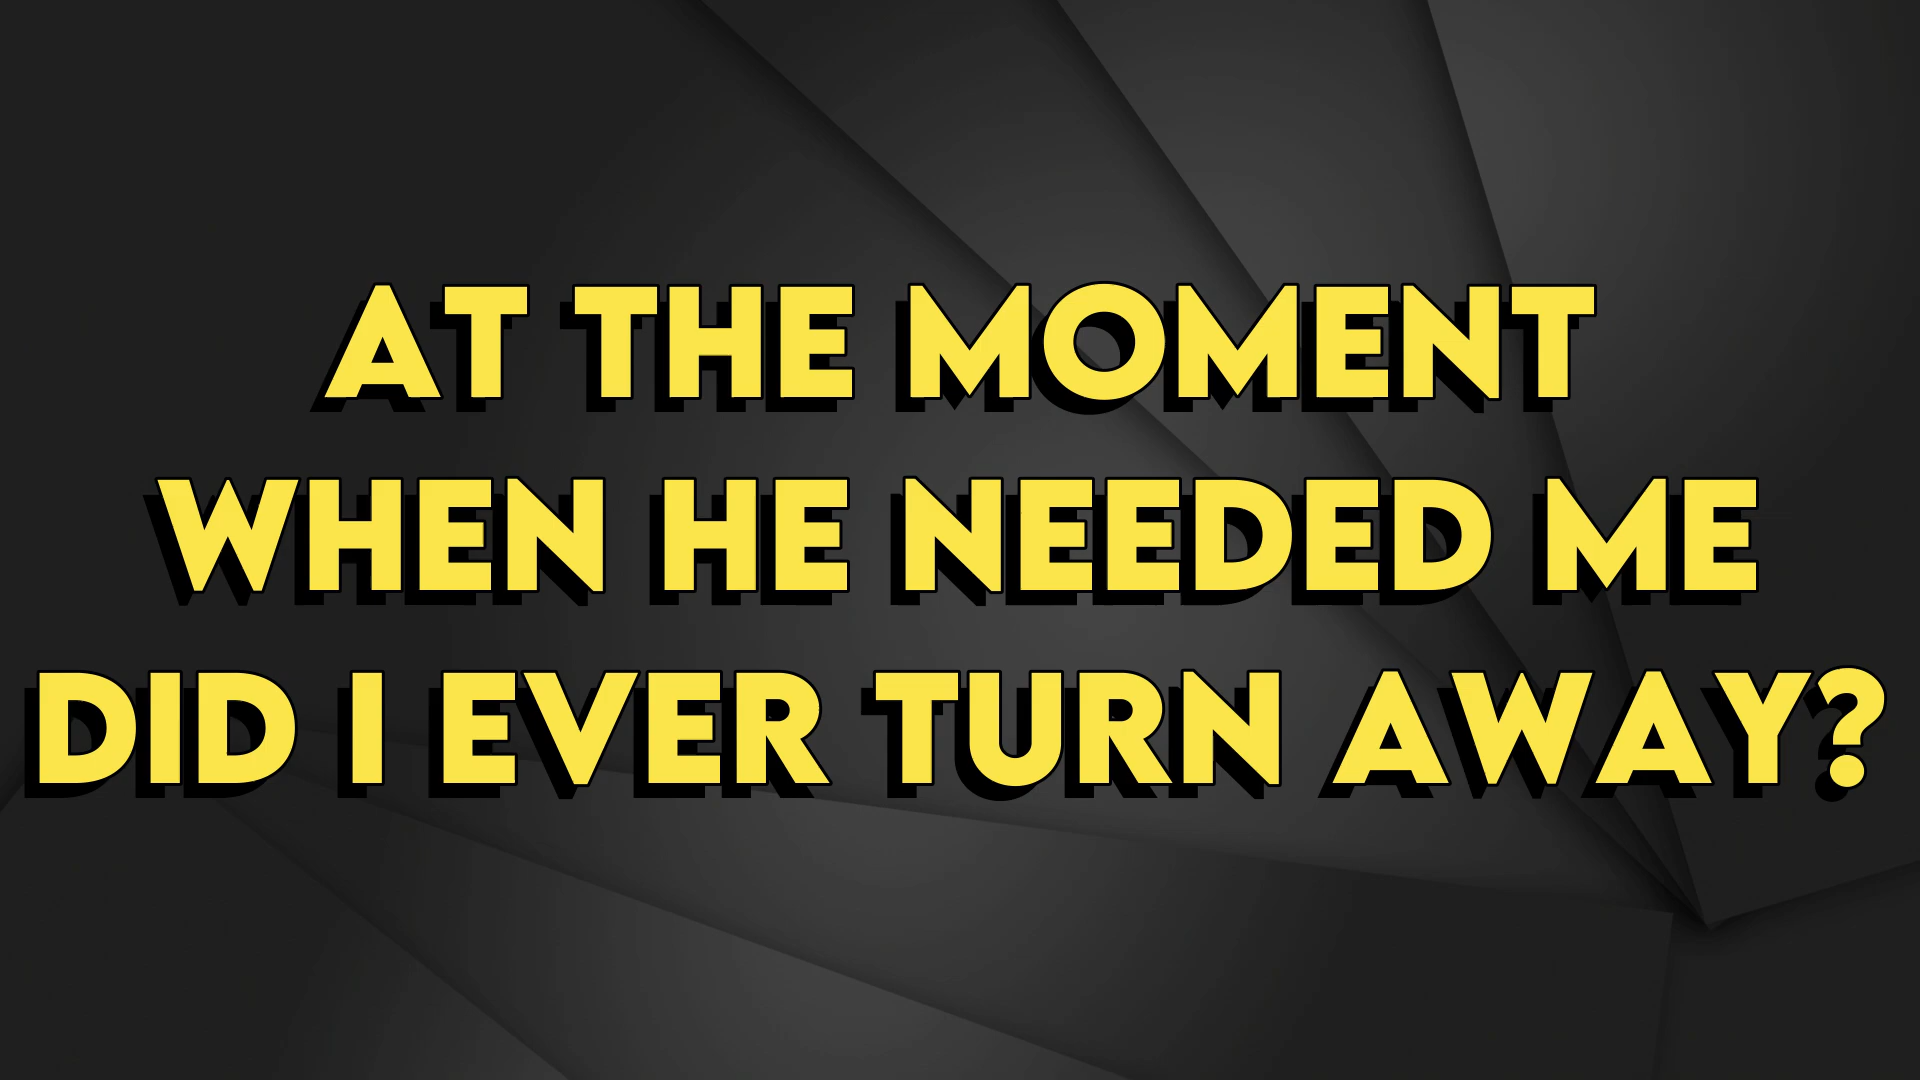 AT THE MOMENT
WHEN HE NEEDED ME
DID I EVER TURN AWAY?